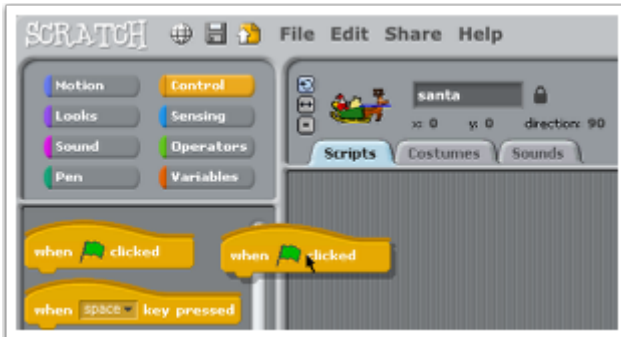 SCRATCH File Edit Share Help
Motion Control
Looks Sensing
Sound Operators
Pen Variables
santa
x: 0 y: 0 direction: 90
Scripts Costumes Sounds
when clicked
when clicked
when space key pressed